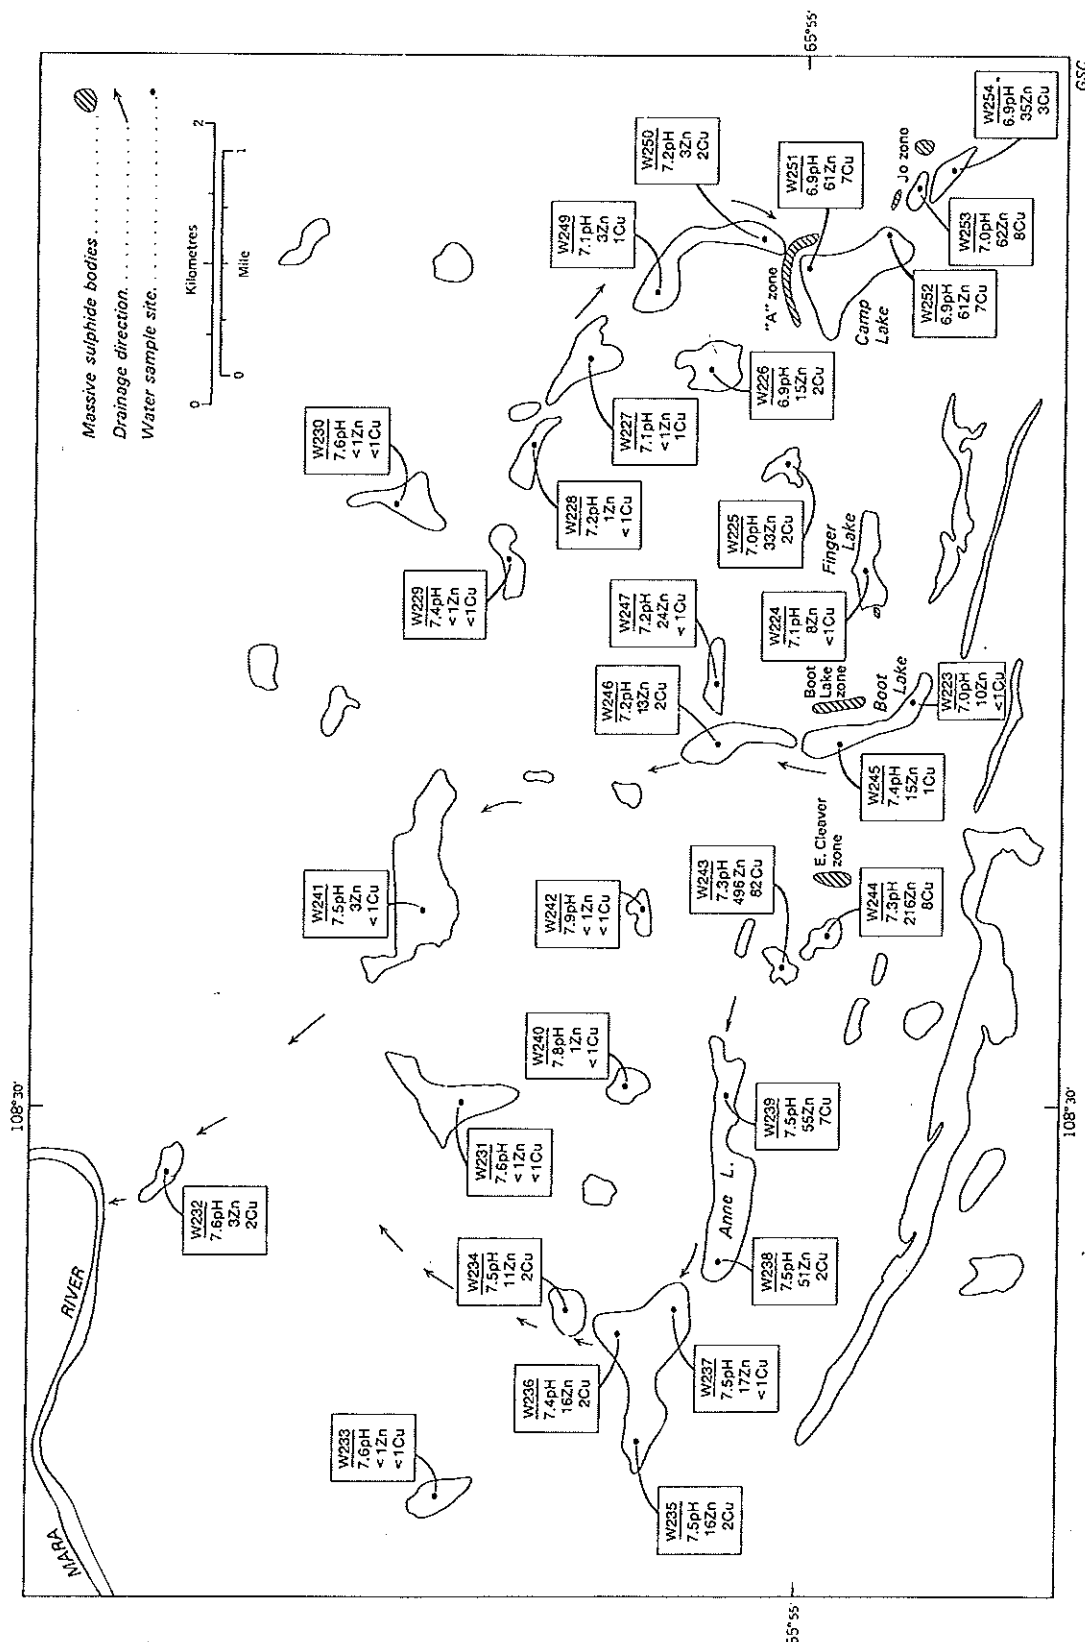 Massive sulphide bodies
Drainage direction
Water sample site
Kilometres
0
2
0
1
Mile
108°30'
108°30'
65°55'
65°55'
GSC
MARA
RIVER
W230
7.6pH
<1Zn
<1Cu
W229
7.4pH
<1Zn
<1Cu
W228
7.2pH
1Zn
<1Cu
W227
7.1pH
<1Zn
1Cu
W249
7.1pH
3Zn
1Cu
W250
7.2pH
3Zn
2Cu
W251
6.9pH
61Zn
7Cu
W254
6.9pH
35Zn
3Cu
W253
7.0pH
62Zn
8Cu
W252
6.9pH
61Zn
7Cu
Jo zone
"A" zone
Camp
Lake
W226
6.9pH
15Zn
2Cu
W225
7.0pH
33Zn
2Cu
Finger
Lake
W224
7.1pH
8Zn
<1Cu
W247
7.2pH
24Zn
<1Cu
W246
7.2pH
13Zn
2Cu
Boot
Lake
zone
Boot
Lake
W223
7.0pH
10Zn
<1Cu
W245
7.4pH
15Zn
1Cu
E. Cleaver
zone
W243
7.3pH
496Zn
82Cu
W244
7.3pH
216Zn
8Cu
W241
7.5pH
3Zn
<1Cu
W242
7.9pH
<1Zn
<1Cu
W240
7.8pH
1Zn
<1Cu
W231
7.6pH
<1Zn
<1Cu
W239
7.5pH
55Zn
7Cu
Anne L.
W238
7.5pH
51Zn
2Cu
W232
7.6pH
3Zn
2Cu
W234
7.5pH
11Zn
2Cu
W236
7.4pH
16Zn
2Cu
W237
7.5pH
17Zn
<1Cu
W233
7.6pH
<1Zn
<1Cu
W235
7.5pH
16Zn
2Cu